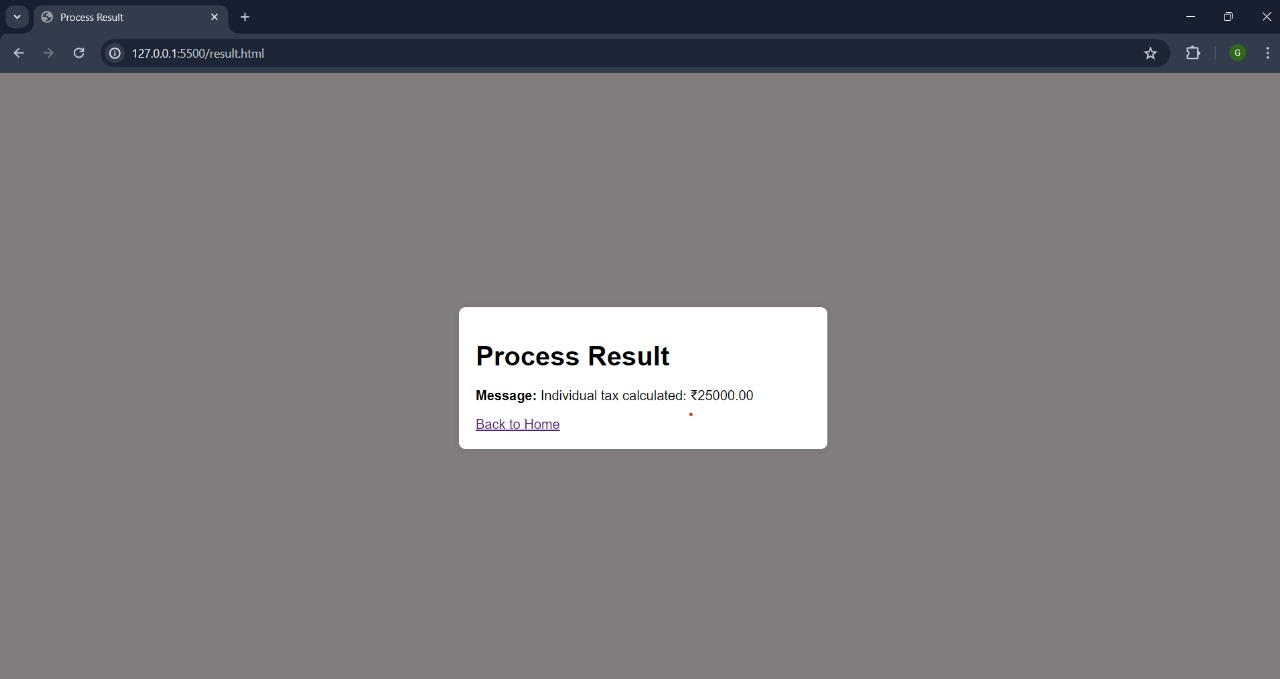 Process Result
127.0.0.1:5500/result.html
G
Process Result
Message: Individual tax calculated: ₹25000.00
Back to Home